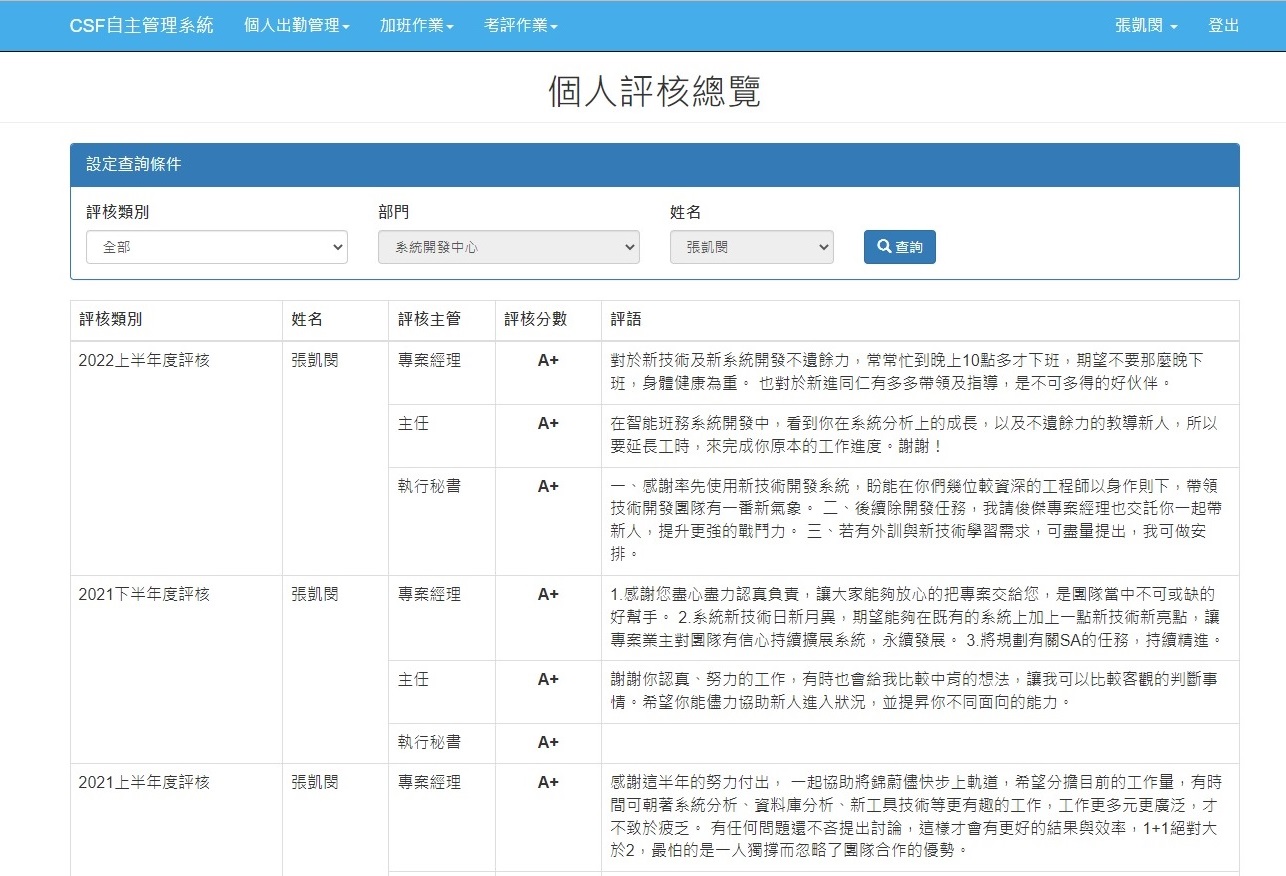 CSF自主管理系統 個人出勤管理 加班作業 考評作業 張凱閔 登出
個人評核總覽
設定查詢條件
評核類別 部門 姓名
全部 系統開發中心 張凱閔 查詢
評核類別 姓名 評核主管 評核分數 評語
2022上半年度評核 張凱閔 專案經理 A+ 對於新技術及新系統開發不遺餘力，常常忙到晚上10點多才下班，期望不要那麼晚下
班，身體健康為重。 也對於新進同仁有多多帶領及指導，是不可多得的好伙伴。
主任 A+ 在智能班務系統開發中，看到你在系統分析上的成長，以及不遺餘力的教導新人，所以
要延長工時，來完成你原本的工作進度。謝謝！
執行秘書 A+ 一、感謝率先使用新技術開發系統，盼能在你們幾位較資深的工程師以身作則下，帶領
技術開發團隊有一番新氣象。 二、後續除開發任務，我請俊傑專案經理也交託你一起帶
新人，提升更強的戰鬥力。 三、若有外訓與新技術學習需求，可盡量提出，我可做安
排。
2021下半年度評核 張凱閔 專案經理 A+ 1.感謝您盡心盡力認真負責，讓大家能夠放心的把專案交給您，是團隊當中不可或缺的
好幫手。 2.系統新技術日新月異，期望能夠在既有的系統上加上一點新技術新亮點，讓
專案業主對團隊有信心持續擴展系統，永續發展。 3.將規劃有關SA的任務，持續精進。
主任 A+ 謝謝你認真、努力的工作，有時也會給我比較中肯的想法，讓我可以比較客觀的判斷事
情。希望你能儘力協助新人進入狀況，並提昇你不同面向的能力。
執行秘書 A+
2021上半年度評核 張凱閔 專案經理 A+ 感謝這半年的努力付出， 一起協助將錦蔚儘快步上軌道，希望分擔目前的工作量，有時
間可朝著系統分析、資料庫分析、新工具技術等更有趣的工作，工作更多元更廣泛，才
不致於疲乏。 有任何問題還不吝提出討論，這樣才會有更好的結果與效率，1+1絕對大
於2，最怕的是一人獨撐而忽略了團隊合作的優勢。